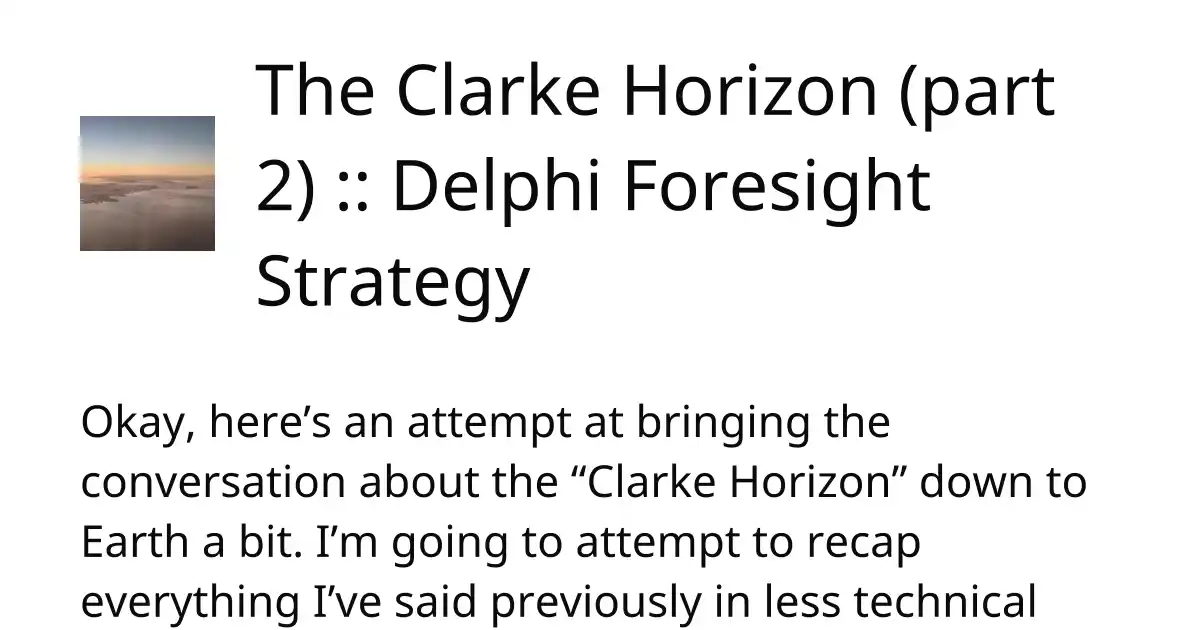 The Clarke Horizon (part
2) :: Delphi Foresight
Strategy
Okay, here’s an attempt at bringing the
conversation about the “Clarke Horizon” down to
Earth a bit. I’m going to attempt to recap
everything I’ve said previously in less technical